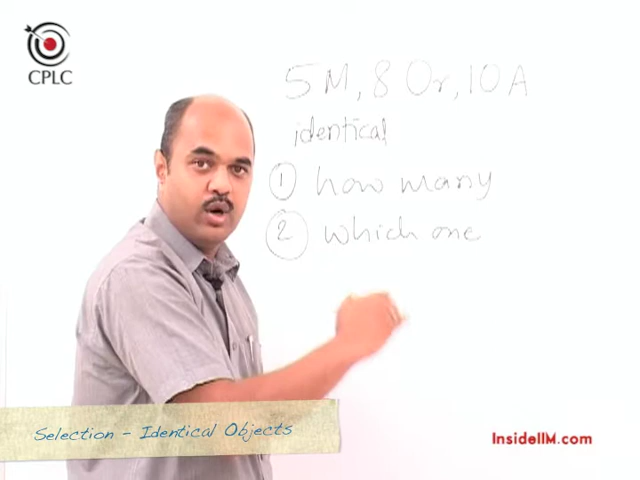 CPLC
5 M, 8 Or, 10 A
identical
1 how many
2 which one
Selection - Identical Objects
InsideIIM.com